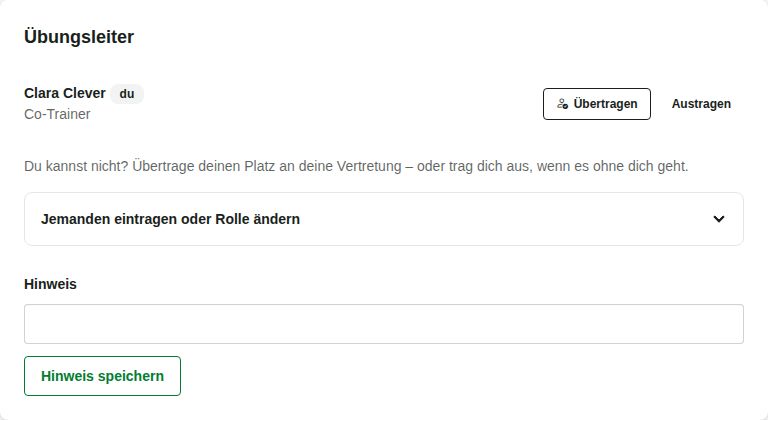 Übungsleiter
Clara Clever du
Co-Trainer
Übertragen
Austragen
Du kannst nicht? Übertrage deinen Platz an deine Vertretung – oder trag dich aus, wenn es ohne dich geht.
Jemanden eintragen oder Rolle ändern
Hinweis
Hinweis speichern